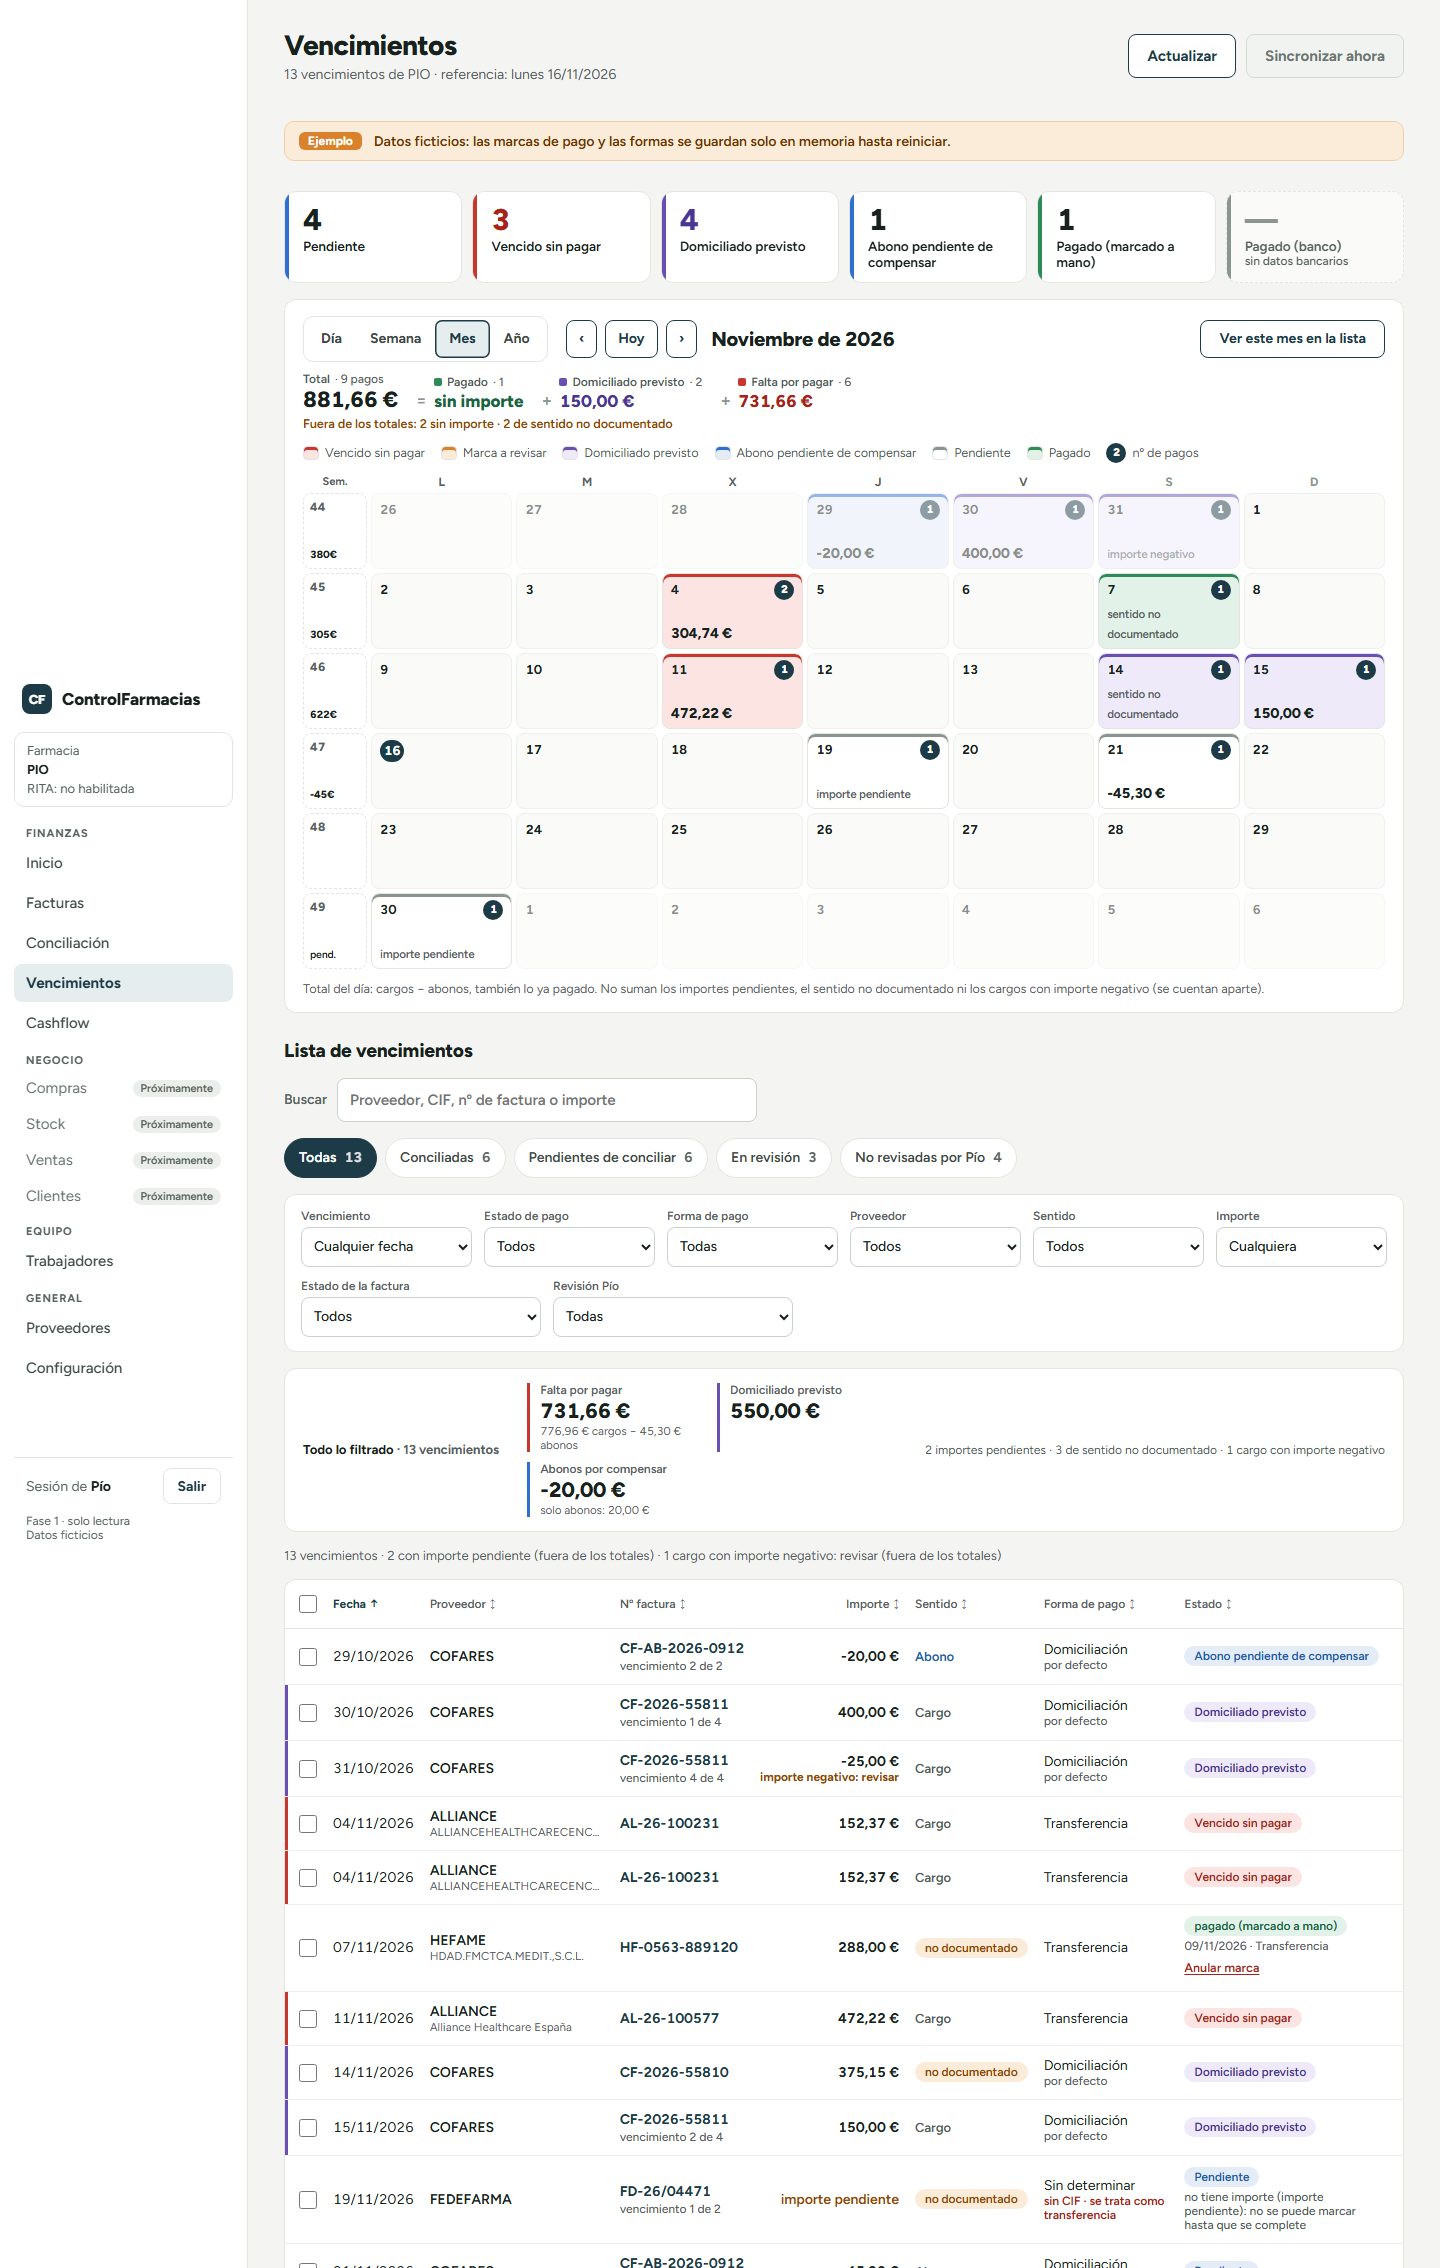 Vencimientos
13 vencimientos de PIO · referencia: lunes 16/11/2026
Actualizar
Sincronizar ahora
Ejemplo Datos ficticios: las marcas de pago y las formas se guardan solo en memoria hasta reiniciar.
4
Pendiente
3
Vencido sin pagar
4
Domiciliado previsto
1
Abono pendiente de
compensar
1
Pagado (marcado a
mano)
—
Pagado (banco)
sin datos bancarios
Día Semana Mes Año ‹ Hoy › Noviembre de 2026 Ver este mes en la lista
Total · 9 pagos
881,66 €
=
Pagado · 1
sin importe
+
Domiciliado previsto · 2
150,00 €
+
Falta por pagar · 6
731,66 €
Fuera de los totales: 2 sin importe · 2 de sentido no documentado
Vencido sin pagar Marca a revisar Domiciliado previsto Abono pendiente de compensar Pendiente Pagado 2 nº de pagos
Sem. L M X J V S D
44 26 27 28 29 1 30 1 31 1 1
380€ -20,00 € 400,00 € importe negativo
45 2 3 4 2 5 6 7 1 8
305€ 304,74 € sentido no
documentado
46 9 10 11 1 12 13 14 1 15 1
622€ 472,22 € sentido no
documentado 150,00 €
47 16 17 18 19 1 20 21 1 22
-45€ importe pendiente -45,30 €
48 23 24 25 26 27 28 29
49 30 1 1 2 3 4 5 6
pend. importe pendiente
Total del día: cargos − abonos, también lo ya pagado. No suman los importes pendientes, el sentido no documentado ni los cargos con importe negativo (se cuentan aparte).
CF ControlFarmacias
Farmacia
PIO
RITA: no habilitada
FINANZAS
Inicio
Facturas
Conciliación
Vencimientos
Cashflow
NEGOCIO
Compras Próximamente
Stock Próximamente
Ventas Próximamente
Clientes Próximamente
EQUIPO
Trabajadores
GENERAL
Proveedores
Configuración
Sesión de Pío Salir
Fase 1 · solo lectura
Datos ficticios
Lista de vencimientos
Buscar Proveedor, CIF, nº de factura o importe
Todas 13 Conciliadas 6 Pendientes de conciliar 6 En revisión 3 No revisadas por Pío 4
Vencimiento Estado de pago Forma de pago Proveedor Sentido Importe
Cualquier fecha Todos Todas Todos Todos Cualquiera
Estado de la factura Revisión Pío
Todos Todas
Todo lo filtrado · 13 vencimientos
Falta por pagar
731,66 €
776,96 € cargos − 45,30 €
abonos
Domiciliado previsto
550,00 €
Abonos por compensar
-20,00 €
solo abonos: 20,00 €
2 importes pendientes · 3 de sentido no documentado · 1 cargo con importe negativo
13 vencimientos · 2 con importe pendiente (fuera de los totales) · 1 cargo con importe negativo: revisar (fuera de los totales)
Fecha ↑ Proveedor ↕ Nº factura ↕ Importe ↕ Sentido ↕ Forma de pago ↕ Estado ↕
29/10/2026 COFARES CF-AB-2026-0912 -20,00 € Abono Domiciliación Abono pendiente de compensar
vencimiento 2 de 2 por defecto
30/10/2026 COFARES CF-2026-55811 400,00 € Cargo Domiciliación Domiciliado previsto
vencimiento 1 de 4 por defecto
31/10/2026 COFARES CF-2026-55811 -25,00 € Cargo Domiciliación Domiciliado previsto
vencimiento 4 de 4 importe negativo: revisar por defecto
04/11/2026 ALLIANCE AL-26-100231 152,37 € Cargo Transferencia Vencido sin pagar
ALLIANCEHEALTHCARECENC...
04/11/2026 ALLIANCE AL-26-100231 152,37 € Cargo Transferencia Vencido sin pagar
ALLIANCEHEALTHCARECENC...
07/11/2026 HEFAME HF-0563-889120 288,00 € no documentado Transferencia pagado (marcado a mano)
HDAD.FMCTCA.MEDIT.,S.C.L. 09/11/2026 · Transferencia
Anular marca
11/11/2026 ALLIANCE AL-26-100577 472,22 € Cargo Transferencia Vencido sin pagar
Alliance Healthcare España
14/11/2026 COFARES CF-2026-55810 375,15 € no documentado Domiciliación Domiciliado previsto
por defecto
15/11/2026 COFARES CF-2026-55811 150,00 € Cargo Domiciliación Domiciliado previsto
vencimiento 2 de 4 por defecto
19/11/2026 FEDEFARMA FD-26/04471 importe pendiente no documentado Sin determinar Pendiente
vencimiento 1 de 2 sin CIF · se trata como
transferencia
no tiene importe (importe
pendiente): no se puede marcar
hasta que se complete
CF-AB-2026-0912 Domiciliación